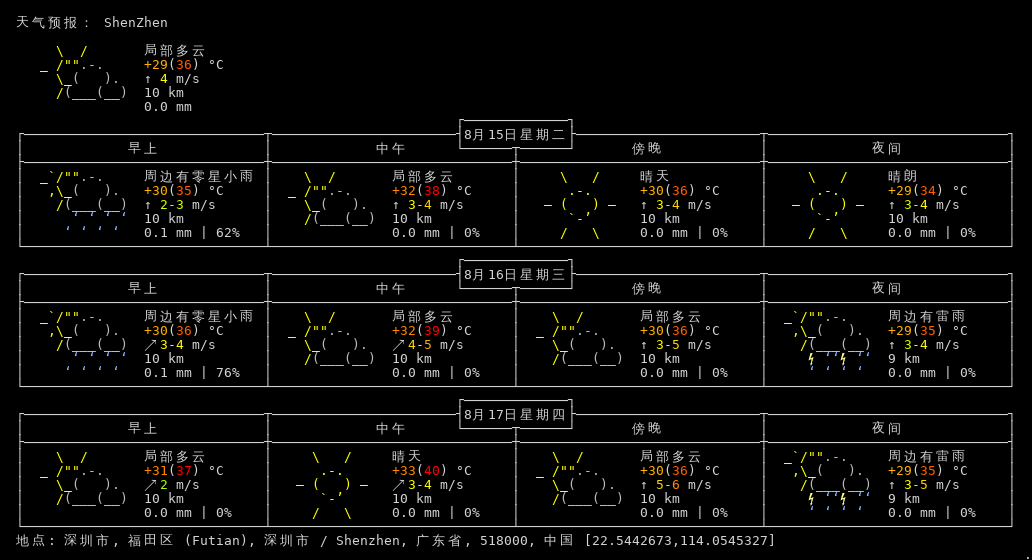 天气预报： ShenZhen
局部多云
+29(36) °C
↑ 4 m/s
10 km
0.0 mm
8月15日星期二
早上 中午 傍晚 夜间
周边有零星小雨 局部多云 晴天 晴朗
+30(35) °C +32(38) °C +30(36) °C +29(34) °C
↑ 2-3 m/s ↑ 3-4 m/s ↑ 3-4 m/s ↑ 3-4 m/s
10 km 10 km 10 km 10 km
0.1 mm | 62% 0.0 mm | 0% 0.0 mm | 0% 0.0 mm | 0%
8月16日星期三
早上 中午 傍晚 夜间
周边有零星小雨 局部多云 局部多云 周边有雷雨
+30(36) °C +32(39) °C +30(36) °C +29(35) °C
↗ 3-4 m/s ↗ 4-5 m/s ↑ 3-5 m/s ↑ 3-4 m/s
10 km 10 km 10 km 9 km
0.1 mm | 76% 0.0 mm | 0% 0.0 mm | 0% 0.0 mm | 0%
8月17日星期四
早上 中午 傍晚 夜间
局部多云 晴天 局部多云 周边有雷雨
+31(37) °C +33(40) °C +30(36) °C +29(35) °C
↗ 2 m/s ↗ 3-4 m/s ↑ 5-6 m/s ↑ 3-5 m/s
10 km 10 km 10 km 9 km
0.0 mm | 0% 0.0 mm | 0% 0.0 mm | 0% 0.0 mm | 0%
地点: 深圳市, 福田区 (Futian), 深圳市 / Shenzhen, 广东省, 518000, 中国 [22.5442673,114.0545327]